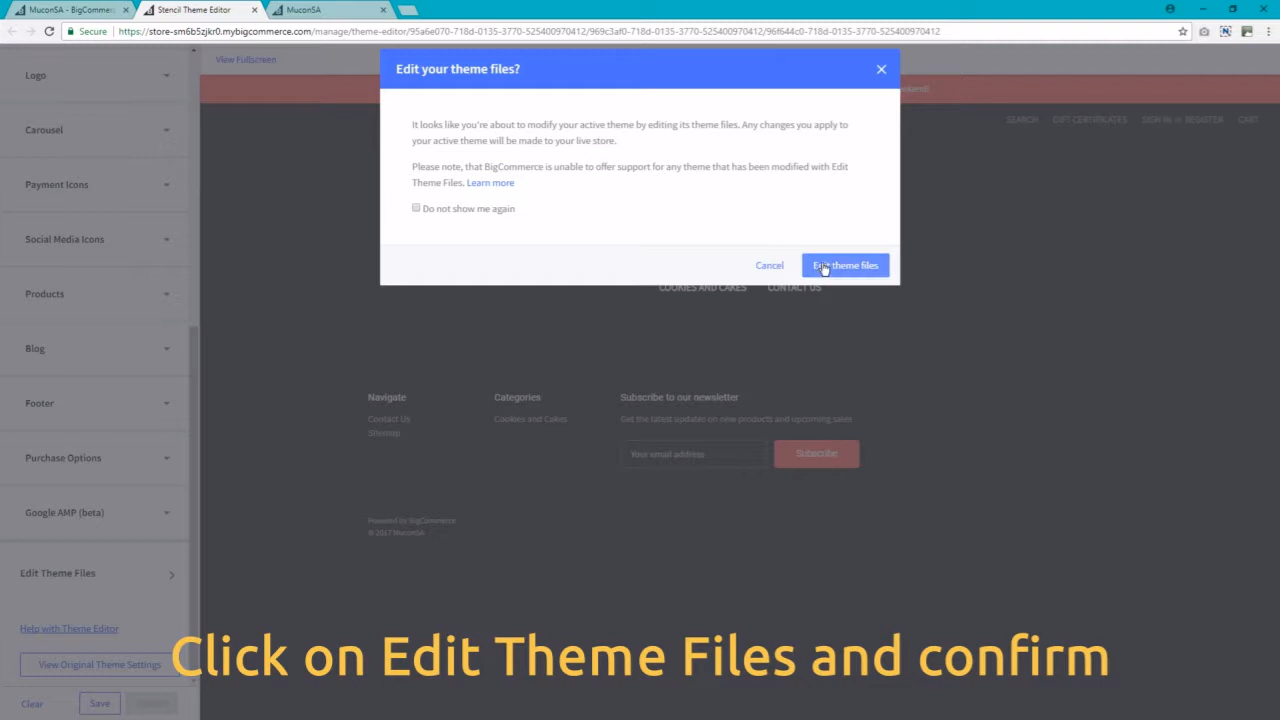 MuconSA - BigCommer
Stencil Theme Editor
MuconSA
Secure
https://store-sm6b5zjkr0.mybigcommerce.com/manage/theme-editor/95a6e070-718d-0135-3770-525400970412/969c3af0-718d-0135-3770-525400970412/96f644c0-718d-0135-3770-525400970412
View Fullscreen
Logo
Carousel
Payment Icons
Social Media Icons
Products
Blog
Footer
Purchase Options
Google AMP (beta)
Edit Theme Files
Help with Theme Editor
View Original Theme Settings
Clear
Save
Edit your theme files?
It looks like you're about to modify your active theme by editing its theme files. Any changes you apply to
your active theme will be made to your live store.
Please note, that BigCommerce is unable to offer support for any theme that has been modified with Edit
Theme Files. Learn more
Do not show me again
Cancel
Edit theme files
SEARCH GIFT CERTIFICATES SIGN IN or REGISTER CART
COOKIES AND CAKES CONTACT US
Navigate
Contact Us
Sitemap
Categories
Cookies and Cakes
Subscribe to our newsletter
Get the latest updates on new products and upcoming sales
Your email address
Subscribe
Powered by BigCommerce
© 2017 MuconSA
Click on Edit Theme Files and confirm